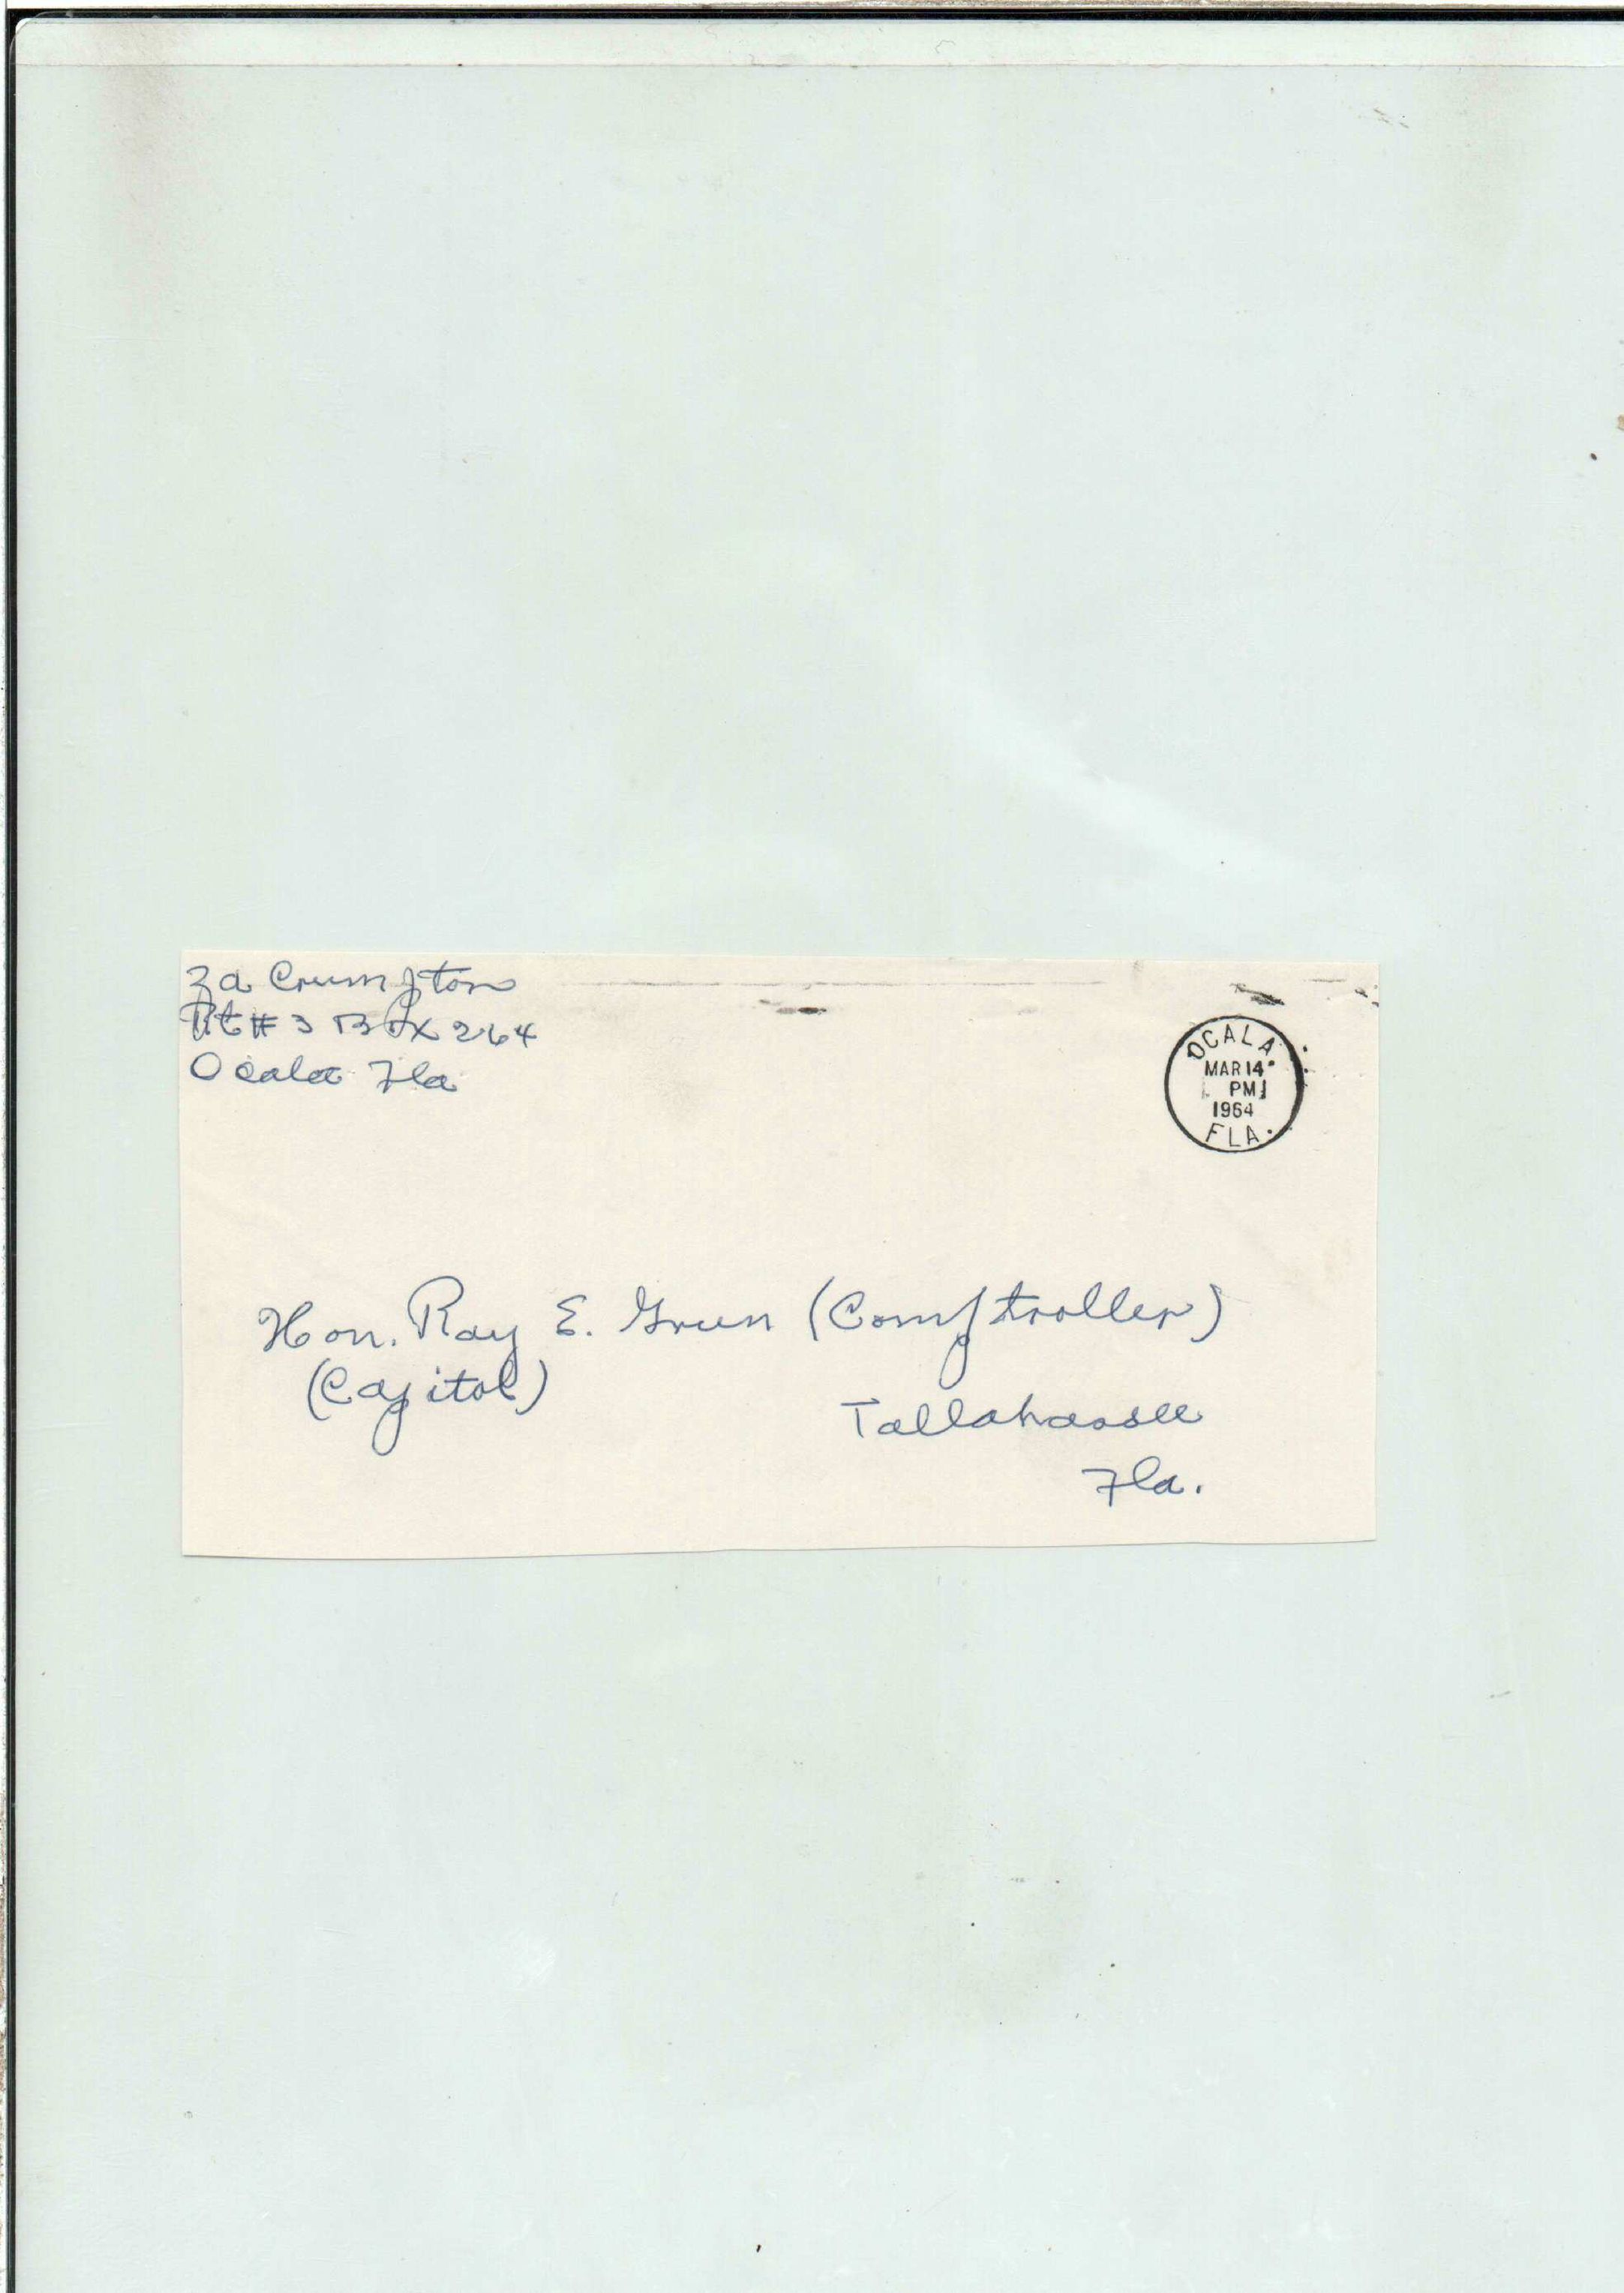 Za Crumpton
Rt # 3 Box 264
Ocala Fla
OCALA
MAR 14
PM
1964
FLA.
Hon. Ray E. Green (Comptroller)
(Capitol)
Tallahassee
Fla.